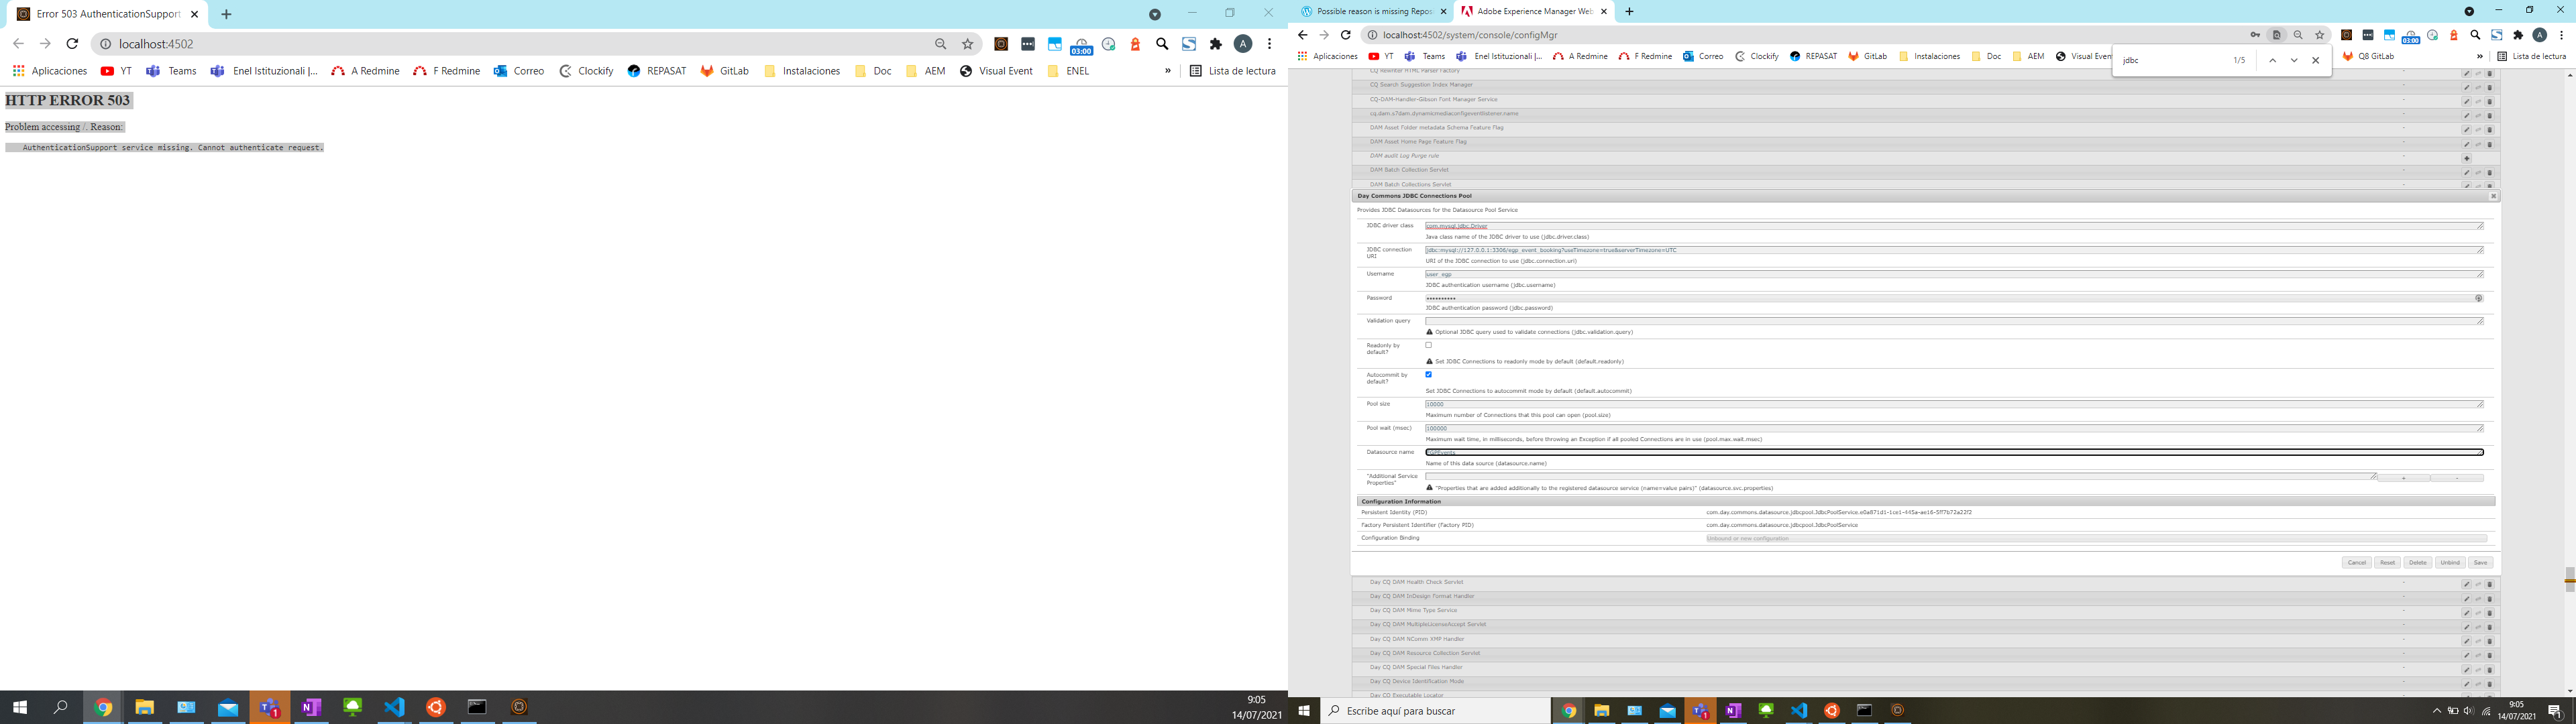 Error 503 AuthenticationSupport
localhost:4502
03:00
A
Aplicaciones
YT
Teams
Enel Istituzionali |...
A Redmine
F Redmine
Correo
Clockify
REPASAT
GitLab
Instalaciones
Doc
AEM
Visual Event
ENEL
»
Lista de lectura
HTTP ERROR 503
Problem accessing /. Reason:
AuthenticationSupport service missing. Cannot authenticate request.
9:05
14/07/2021
Possible reason is missing Repos
Adobe Experience Manager Web
localhost:4502/system/console/configMgr
03:00
A
Aplicaciones
YT
Teams
Enel Istituzionali |...
A Redmine
F Redmine
Correo
Clockify
REPASAT
GitLab
Instalaciones
Doc
AEM
Visual Event
jdbc
1/5
Q8 GitLab
»
Lista de lectura
CQ Rewriter HTML Parser Factory
CQ Search Suggestion Index Manager
CQ-DAM-Handler-Gibson Font Manager Service
cq.dam.s7dam.dynamicmediaconfigeventlistener.name
DAM Asset Folder metadata Schema Feature Flag
DAM Asset Home Page Feature Flag
DAM audit Log Purge rule
DAM Batch Collection Servlet
DAM Batch Collections Servlet
Day Commons JDBC Connections Pool
Provides JDBC Datasources for the Datasource Pool Service
JDBC driver class
com.mysql.jdbc.Driver
Java class name of the JDBC driver to use (jdbc.driver.class)
JDBC connection URI
jdbc:mysql://127.0.0.1:3306/egp_event_booking?useTimezone=true&serverTimezone=UTC
URI of the JDBC connection to use (jdbc.connection.uri)
Username
user_egp
JDBC authentication username (jdbc.username)
Password
••••••••••
JDBC authentication password (jdbc.password)
Validation query
Optional JDBC query used to validate connections (jdbc.validation.query)
Readonly by default?
Set JDBC Connections to readonly mode by default (default.readonly)
Autocommit by default?
Set JDBC Connections to autocommit mode by default (default.autocommit)
Pool size
10000
Maximum number of Connections that this pool can open (pool.size)
Pool wait (msec)
100000
Maximum wait time, in milliseconds, before throwing an Exception if all pooled Connections are in use (pool.max.wait.msec)
Datasource name
EGPEvents
Name of this data source (datasource.name)
"Additional Service Properties"
+
-
"Properties that are added additionally to the registered datasource service (name=value pairs)" (datasource.svc.properties)
Configuration Information
Persistent Identity (PID)
com.day.commons.datasource.jdbcpool.JdbcPoolService.e0a871d1-1ce1-445a-ae16-5ff7b72a22f2
Factory Persistent Identifier (Factory PID)
com.day.commons.datasource.jdbcpool.JdbcPoolService
Configuration Binding
Unbound or new configuration
Cancel
Reset
Delete
Unbind
Save
Day CQ DAM Health Check Servlet
Day CQ DAM InDesign Format Handler
Day CQ DAM Mime Type Service
Day CQ DAM MultipleLicenseAccept Servlet
Day CQ DAM NComm XMP Handler
Day CQ DAM Resource Collection Servlet
Day CQ DAM Special Files Handler
Day CQ Device Identification Mode
Day CQ Executable Locator
Escribe aquí para buscar
9:05
14/07/2021